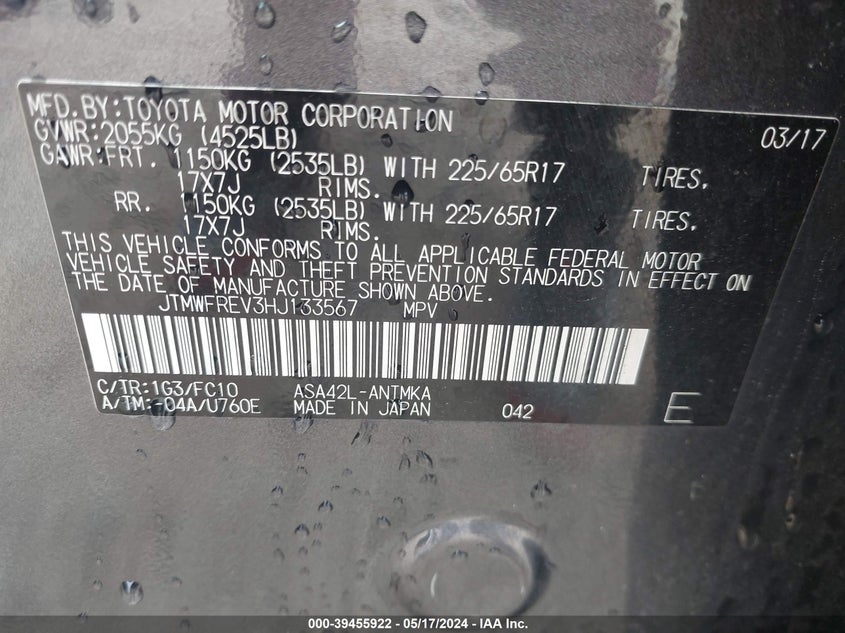 MFD.BY:TOYOTA MOTOR CORPORATION 03/17
GVWR:2055KG (4525LB)
GAWR:FRT. 1150KG (2535LB) WITH 225/65R17 TIRES,
17X7J RIMS.
RR. 1150KG (2535LB) WITH 225/65R17 TIRES,
17X7J RIMS.
THIS VEHICLE CONFORMS TO ALL APPLICABLE FEDERAL MOTOR
VEHICLE SAFETY AND THEFT PREVENTION STANDARDS IN EFFECT ON
THE DATE OF MANUFACTURE SHOWN ABOVE.
JTMWFREV3HJ133567 MPV
C/TR:1G3/FC10 ASA42L-ANTMKA
A/TM:-04A/U760E MADE IN JAPAN 042 E
000-39455922 - 05/17/2024 - IAA Inc.